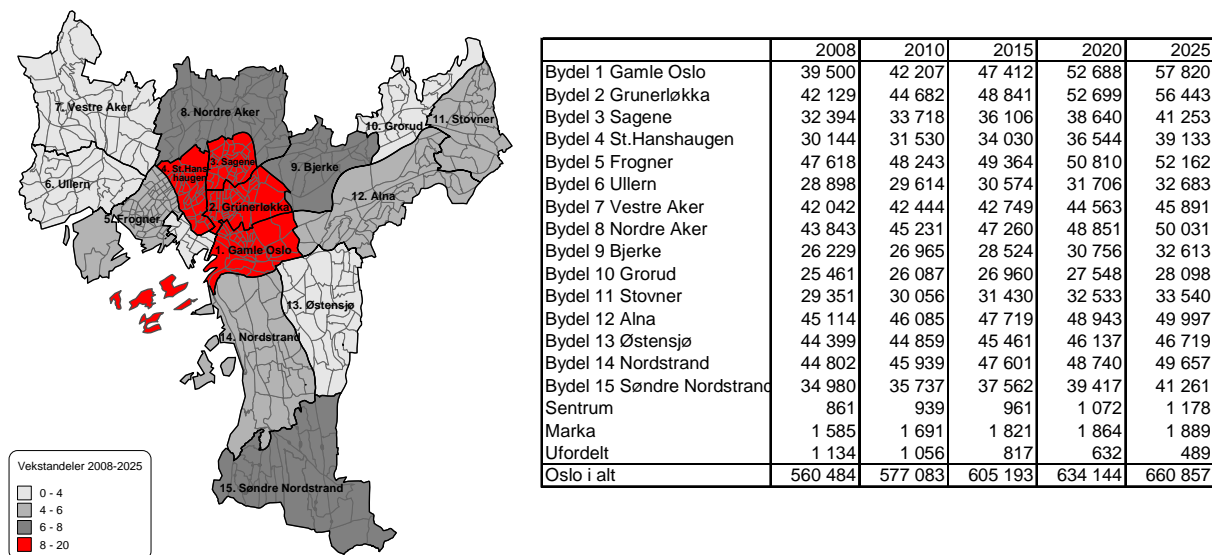 7. Vestre Aker
8. Nordre Aker
10. Grorud
11. Stovner
3. Sagene
9. Bjerke
4. St.Hans
haugen
6. Ullern
12. Alna
2. Grünerløkka
5. Frogner
1. Gamle Oslo
13. Østensjø
14. Nordstrand
15. Søndre Nordstrand
Vekstandeler 2008-2025
0 - 4
4 - 6
6 - 8
8 - 20
2008 2010 2015 2020 2025
Bydel 1 Gamle Oslo 39 500 42 207 47 412 52 688 57 820
Bydel 2 Grunerløkka 42 129 44 682 48 841 52 699 56 443
Bydel 3 Sagene 32 394 33 718 36 106 38 640 41 253
Bydel 4 St.Hanshaugen 30 144 31 530 34 030 36 544 39 133
Bydel 5 Frogner 47 618 48 243 49 364 50 810 52 162
Bydel 6 Ullern 28 898 29 614 30 574 31 706 32 683
Bydel 7 Vestre Aker 42 042 42 444 42 749 44 563 45 891
Bydel 8 Nordre Aker 43 843 45 231 47 260 48 851 50 031
Bydel 9 Bjerke 26 229 26 965 28 524 30 756 32 613
Bydel 10 Grorud 25 461 26 087 26 960 27 548 28 098
Bydel 11 Stovner 29 351 30 056 31 430 32 533 33 540
Bydel 12 Alna 45 114 46 085 47 719 48 943 49 997
Bydel 13 Østensjø 44 399 44 859 45 461 46 137 46 719
Bydel 14 Nordstrand 44 802 45 939 47 601 48 740 49 657
Bydel 15 Søndre Nordstrand 34 980 35 737 37 562 39 417 41 261
Sentrum 861 939 961 1 072 1 178
Marka 1 585 1 691 1 821 1 864 1 889
Ufordelt 1 134 1 056 817 632 489
Oslo i alt 560 484 577 083 605 193 634 144 660 857